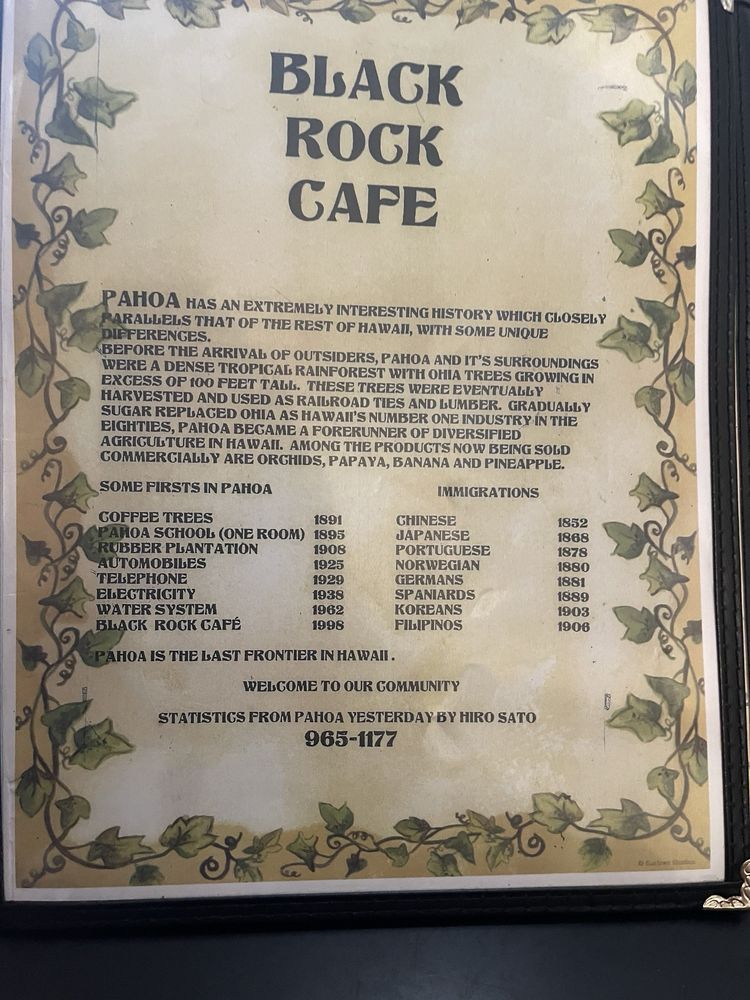 BLACK
ROCK
CAFE
PAHOA HAS AN EXTREMELY INTERESTING HISTORY WHICH CLOSELY
PARALLELS THAT OF THE REST OF HAWAII, WITH SOME UNIQUE
DIFFERENCES.
BEFORE THE ARRIVAL OF OUTSIDERS, PAHOA AND IT'S SURROUNDINGS
WERE A DENSE TROPICAL RAINFOREST WITH OHIA TREES GROWING IN
EXCESS OF 100 FEET TALL. THESE TREES WERE EVENTUALLY
HARVESTED AND USED AS RAILROAD TIES AND LUMBER. GRADUALLY
SUGAR REPLACED OHIA AS HAWAII'S NUMBER ONE INDUSTRY IN THE
EIGHTIES, PAHOA BECAME A FORERUNNER OF DIVERSIFIED
AGRICULTURE IN HAWAII. AMONG THE PRODUCTS NOW BEING SOLD
COMMERCIALLY ARE ORCHIDS, PAPAYA, BANANA AND PINEAPPLE.
SOME FIRSTS IN PAHOA
COFFEE TREES 1891
PAHOA SCHOOL (ONE ROOM) 1895
RUBBER PLANTATION 1908
AUTOMOBILES 1925
TELEPHONE 1929
ELECTRICITY 1938
WATER SYSTEM 1962
BLACK ROCK CAFÉ 1998
IMMIGRATIONS
CHINESE 1852
JAPANESE 1868
PORTUGUESE 1878
NORWEGIAN 1880
GERMANS 1881
SPANIARDS 1889
KOREANS 1903
FILIPINOS 1906
PAHOA IS THE LAST FRONTIER IN HAWAII.
WELCOME TO OUR COMMUNITY
STATISTICS FROM PAHOA YESTERDAY BY HIRO SATO
965-1177